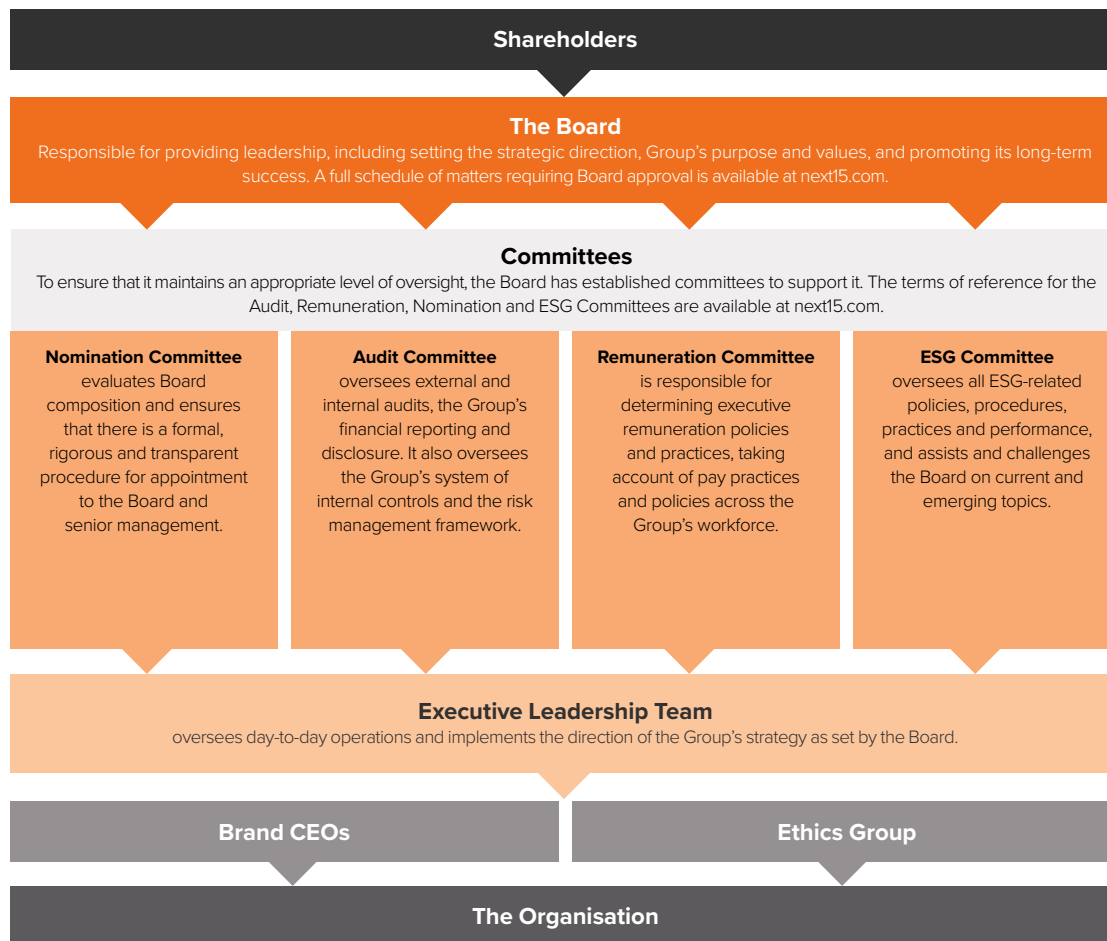 Shareholders
The Board
Responsible for providing leadership, including setting the strategic direction, Group's purpose and values, and promoting its long-term
success. A full schedule of matters requiring Board approval is available at next15.com.
Committees
To ensure that it maintains an appropriate level of oversight, the Board has established committees to support it. The terms of reference for the
Audit, Remuneration, Nomination and ESG Committees are available at next15.com.
Nomination Committee
evaluates Board
composition and ensures
that there is a formal,
rigorous and transparent
procedure for appointment
to the Board and
senior management.
Audit Committee
oversees external and
internal audits, the Group's
financial reporting and
disclosure. It also oversees
the Group's system of
internal controls and the risk
management framework.
Remuneration Committee
is responsible for
determining executive
remuneration policies
and practices, taking
account of pay practices
and policies across the
Group's workforce.
ESG Committee
oversees all ESG-related
policies, procedures,
practices and performance,
and assists and challenges
the Board on current and
emerging topics.
Executive Leadership Team
oversees day-to-day operations and implements the direction of the Group's strategy as set by the Board.
Brand CEOs
Ethics Group
The Organisation